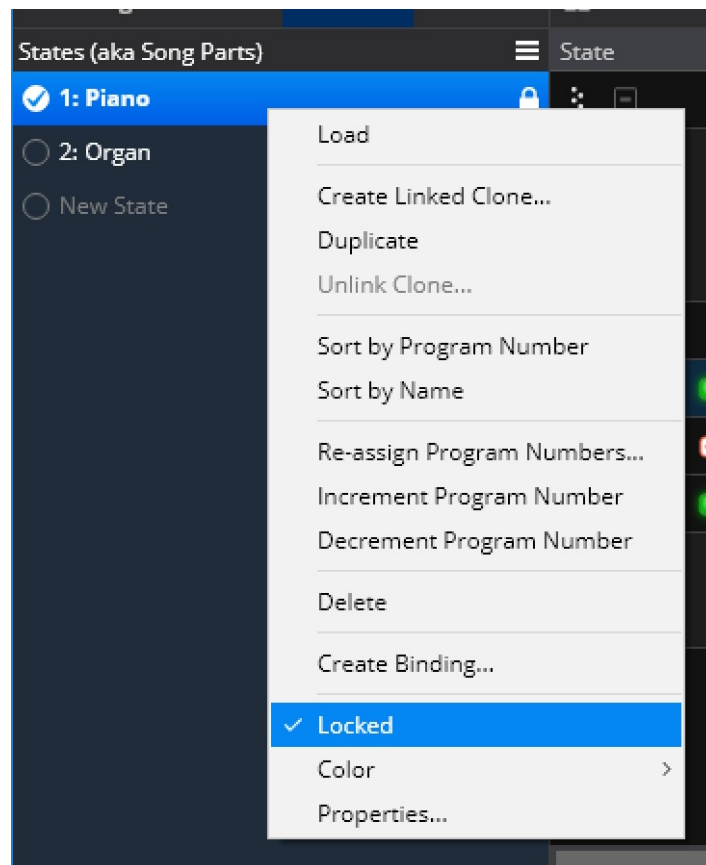 States (aka Song Parts)
State
1: Piano
2: Organ
New State
Load
Create Linked Clone...
Duplicate
Unlink Clone...
Sort by Program Number
Sort by Name
Re-assign Program Numbers...
Increment Program Number
Decrement Program Number
Delete
Create Binding...
Locked
Color
Properties...